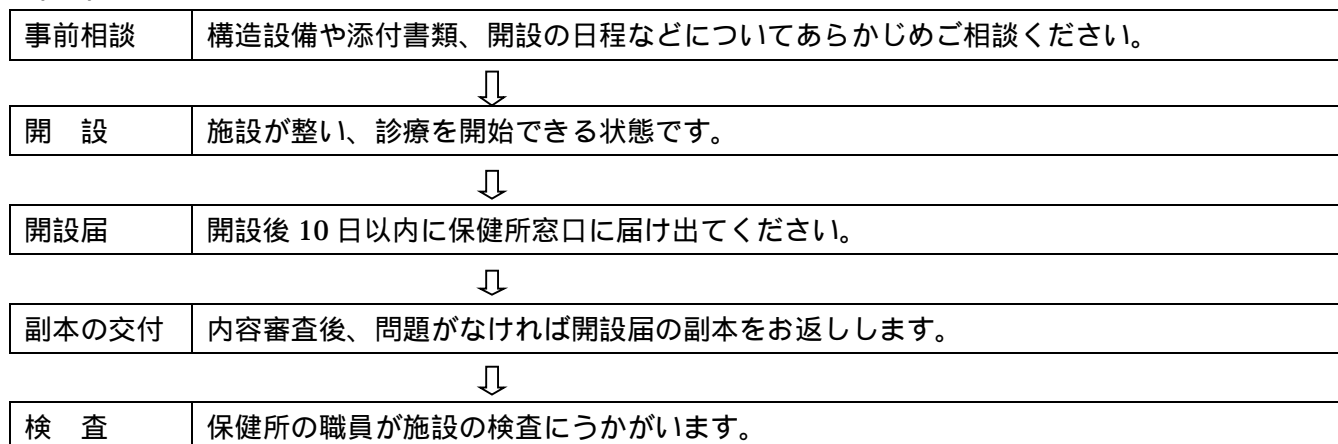 事前相談 構造設備や添付書類、開設の日程などについてあらかじめご相談ください。
開　設 施設が整い、診療を開始できる状態です。
開設届 開設後 10 日以内に保健所窓口に届け出てください。
副本の交付 内容審査後、問題がなければ開設届の副本をお返しします。
検　査 保健所の職員が施設の検査にうかがいます。